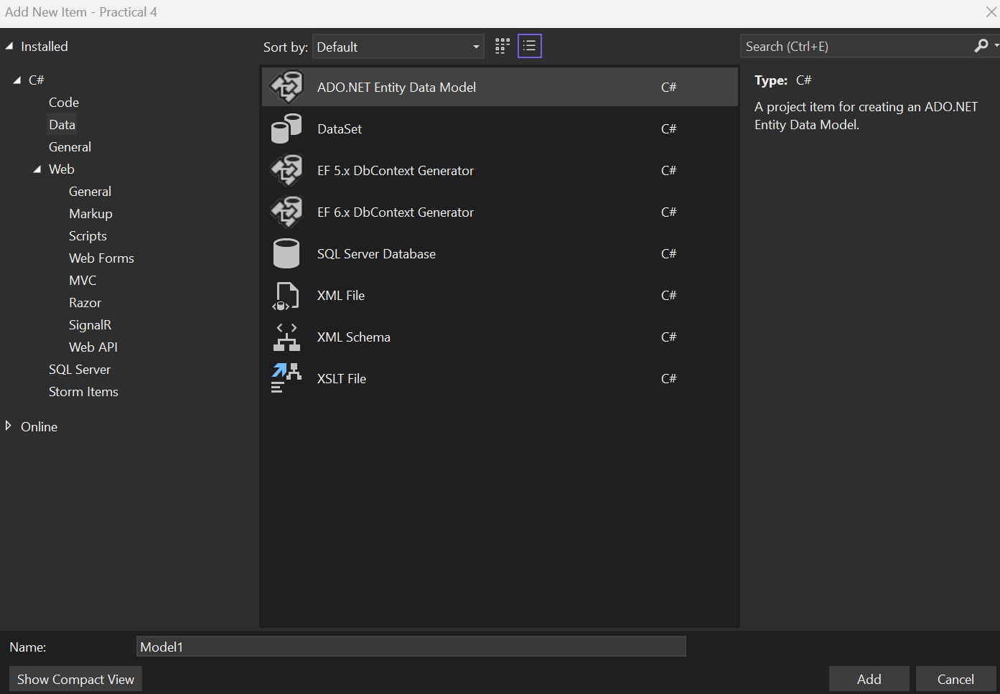 Add New Item - Practical 4
Installed
C#
Code
Data
General
Web
General
Markup
Scripts
Web Forms
MVC
Razor
SignalR
Web API
SQL Server
Storm Items
Online
Sort by: Default
ADO.NET Entity Data Model C#
DataSet C#
EF 5.x DbContext Generator C#
EF 6.x DbContext Generator C#
SQL Server Database C#
XML File C#
XML Schema C#
XSLT File C#
Search (Ctrl+E)
Type: C#
A project item for creating an ADO.NET
Entity Data Model.
Name: Model1
Show Compact View
Add
Cancel